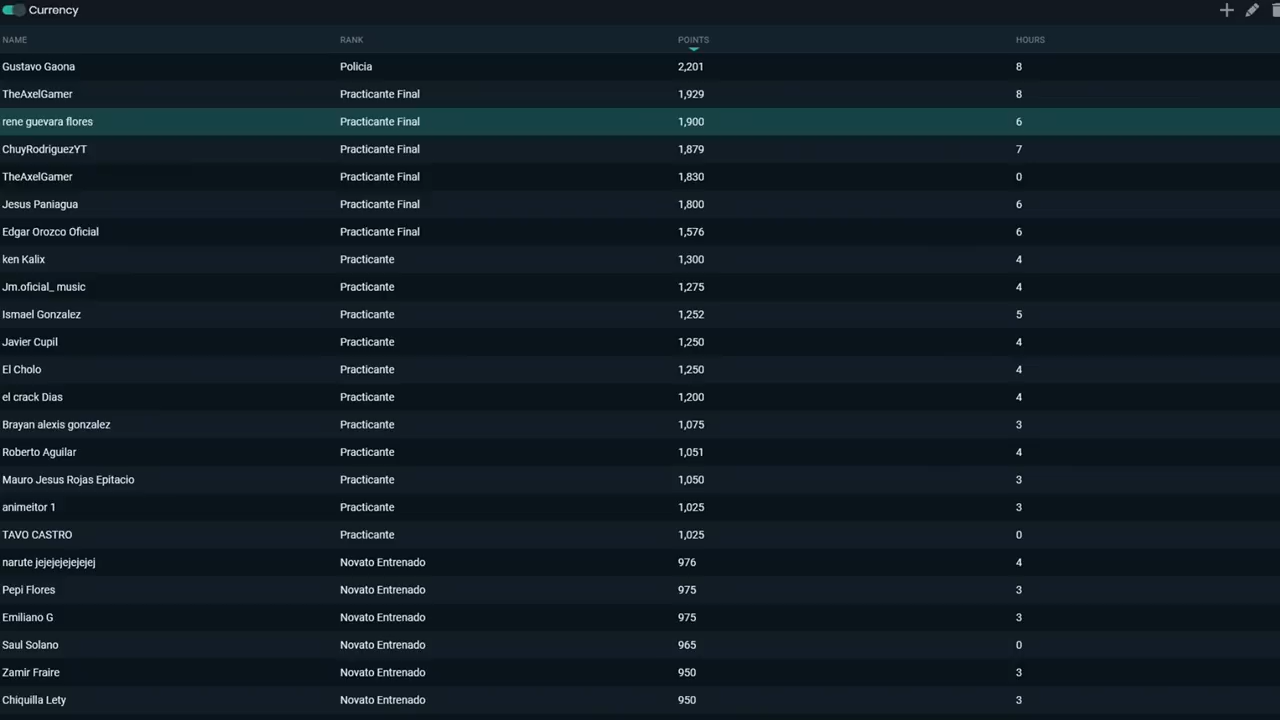 Currency
NAME RANK POINTS HOURS
Gustavo Gaona Policia 2,201 8
TheAxelGamer Practicante Final 1,929 8
rene guevara flores Practicante Final 1,900 6
ChuyRodriguezYT Practicante Final 1,879 7
TheAxelGamer Practicante Final 1,830 0
Jesus Paniagua Practicante Final 1,800 6
Edgar Orozco Oficial Practicante Final 1,576 6
ken Kalix Practicante 1,300 4
Jm.oficial_ music Practicante 1,275 4
Ismael Gonzalez Practicante 1,252 5
Javier Cupil Practicante 1,250 4
El Cholo Practicante 1,250 4
el crack Dias Practicante 1,200 4
Brayan alexis gonzalez Practicante 1,075 3
Roberto Aguilar Practicante 1,051 4
Mauro Jesus Rojas Epitacio Practicante 1,050 3
animeitor 1 Practicante 1,025 3
TAVO CASTRO Practicante 1,025 0
narute jejejejejejej Novato Entrenado 976 4
Pepi Flores Novato Entrenado 975 3
Emiliano G Novato Entrenado 975 3
Saul Solano Novato Entrenado 965 0
Zamir Fraire Novato Entrenado 950 3
Chiquilla Lety Novato Entrenado 950 3